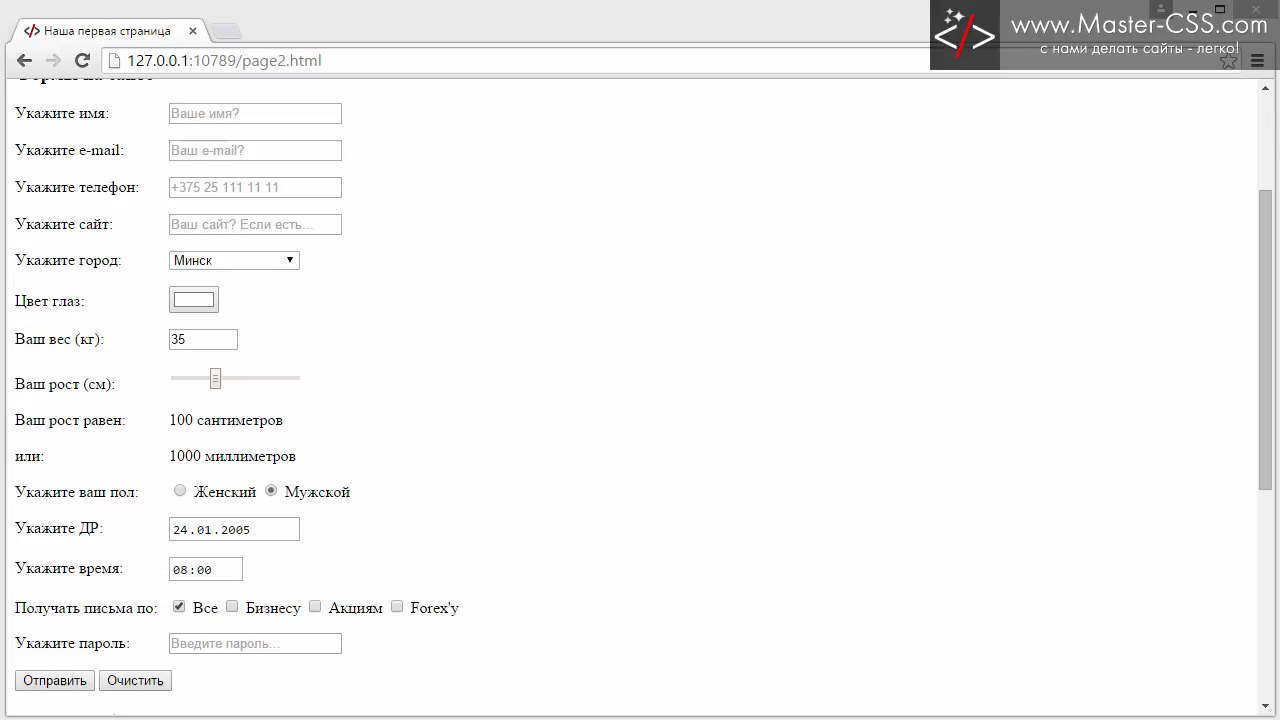 Наша первая страница
www.Master-CSS.com
с нами делать сайты - легко!
127.0.0.1:10789/page2.html
Укажите имя: Ваше имя?
Укажите e-mail: Ваш e-mail?
Укажите телефон: +375 25 111 11 11
Укажите сайт: Ваш сайт? Если есть...
Укажите город: Минск
Цвет глаз:
Ваш вес (кг): 35
Ваш рост (см):
Ваш рост равен: 100 сантиметров
или: 1000 миллиметров
Укажите ваш пол: Женский Мужской
Укажите ДР: 24.01.2005
Укажите время: 08:00
Получать письма по: Все Бизнесу Акциям Forex'у
Укажите пароль: Введите пароль...
Отправить Очистить